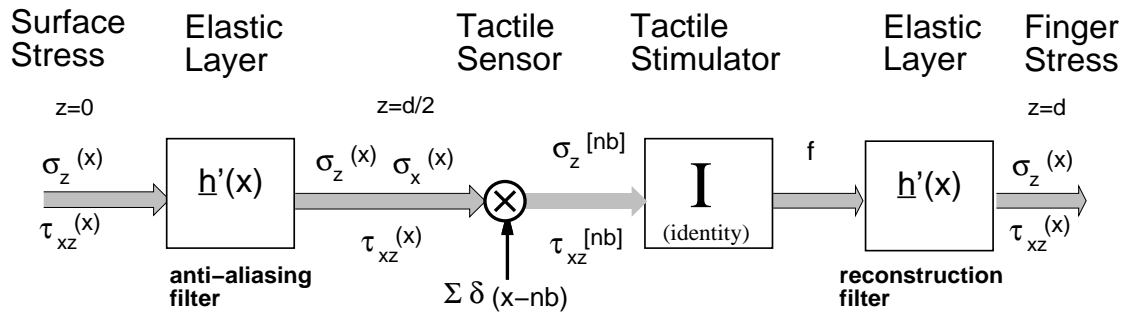 Surface Stress
Elastic Layer
Tactile Sensor
Tactile Stimulator
Elastic Layer
Finger Stress
z=0
z=d/2
z=d
σz(x)
τxz(x)
h'(x)
anti−aliasing filter
σz(x) σx(x)
τxz(x)
Σ δ (x−nb)
σz[nb]
τxz[nb]
I
(identity)
f
h'(x)
reconstruction filter
σz(x)
τxz(x)